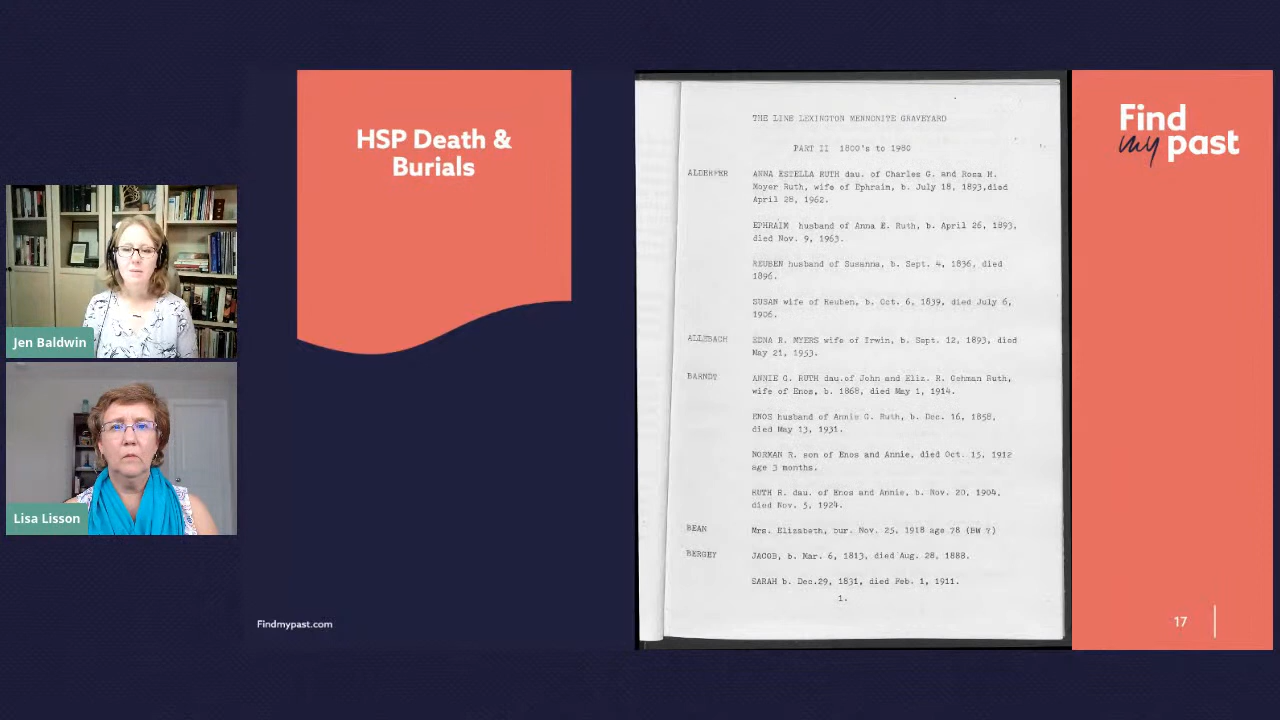 HSP Death &
Burials
Find
my past
Jen Baldwin
Lisa Lisson
THE LINE LEXINGTON MENNONITE GRAVEYARD
PART II 1800's to 1980
ALDERFER ANNA ESTELLA RUTH dau. of Charles G. and Rosa H.
Moyer Ruth, wife of Ephraim, b. July 18, 1893,died
April 28, 1962.
EPHRAIM husband of Anna E. Ruth, b. April 26, 1893,
died Nov. 9, 1963.
REUBEN husband of Susanna, b. Sept. 4, 1836, died
1896.
SUSAN wife of Reuben, b. Oct. 6, 1839, died July 6,
1906.
ALLEBACH EDNA R. MYERS wife of Irwin, b. Sept. 12, 1893, died
May 21, 1953.
BARNDT ANNIE G. RUTH dau.of John and Eliz. R. Gehman Ruth,
wife of Enos, b. 1868, died May 1, 1914.
ENOS husband of Annie G. Ruth, b. Dec. 16, 1858,
died May 13, 1931.
NORMAN R. son of Enos and Annie, died Oct. 15, 1912
age 3 months.
RUTH R. dau. of Enos and Annie, b. Nov. 20, 1904,
died Nov. 5, 1924.
BEAN Mrs. Elizabeth, bur. Nov. 25, 1918 age 78 (BW 7)
BERGEY JACOB, b. Mar. 6, 1813, died Aug. 28, 1888.
SARAH b. Dec.29, 1831, died Feb. 1, 1911.
1.
Findmypast.com
17